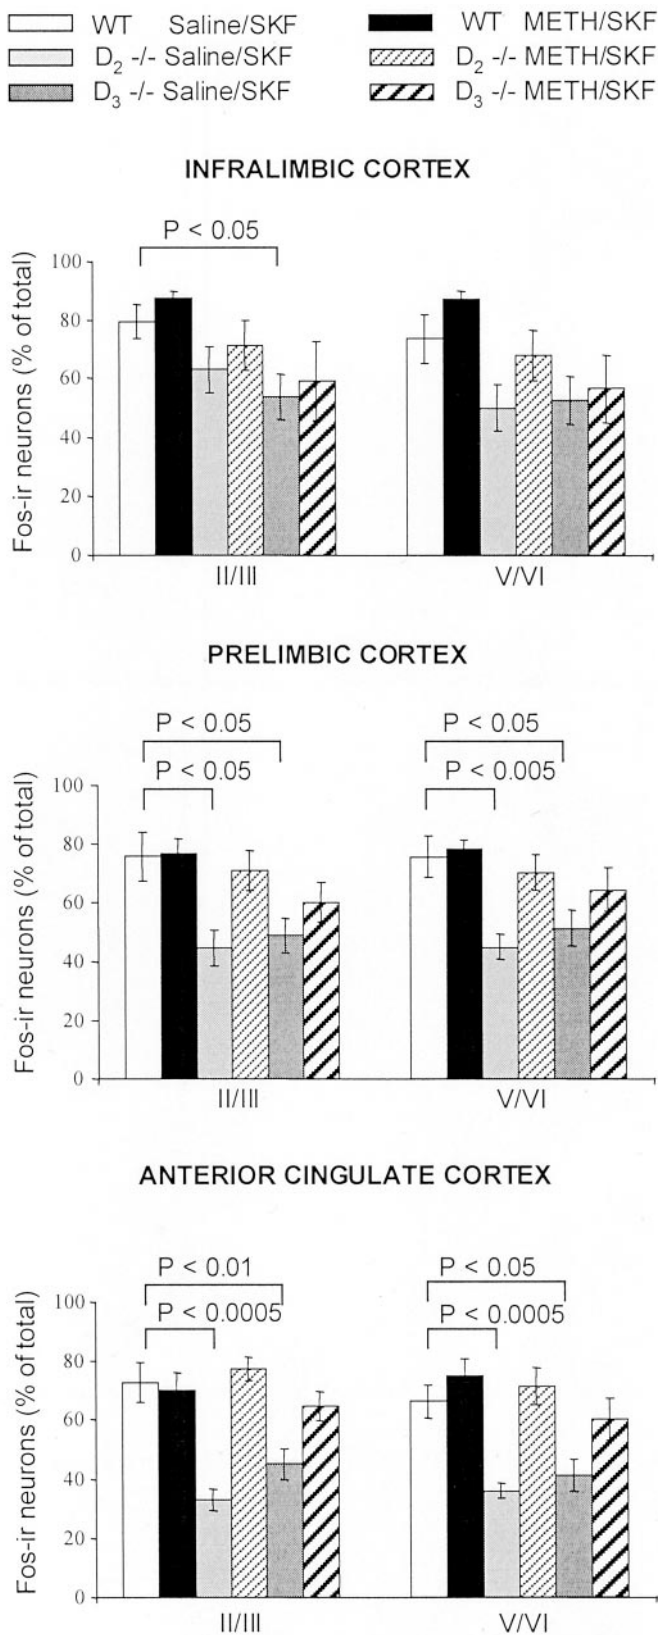 WT Saline/SKF WT METH/SKF
D2 -/- Saline/SKF D2 -/- METH/SKF
D3 -/- Saline/SKF D3 -/- METH/SKF
INFRALIMBIC CORTEX
P < 0.05
Fos-ir neurons (% of total)
100
80
60
40
20
0
II/III V/VI
PRELIMBIC CORTEX
P < 0.05 P < 0.05
P < 0.05 P < 0.005
Fos-ir neurons (% of total)
100
80
60
40
20
0
II/III V/VI
ANTERIOR CINGULATE CORTEX
P < 0.01 P < 0.05
P < 0.0005 P < 0.0005
Fos-ir neurons (% of total)
100
80
60
40
20
0
II/III V/VI